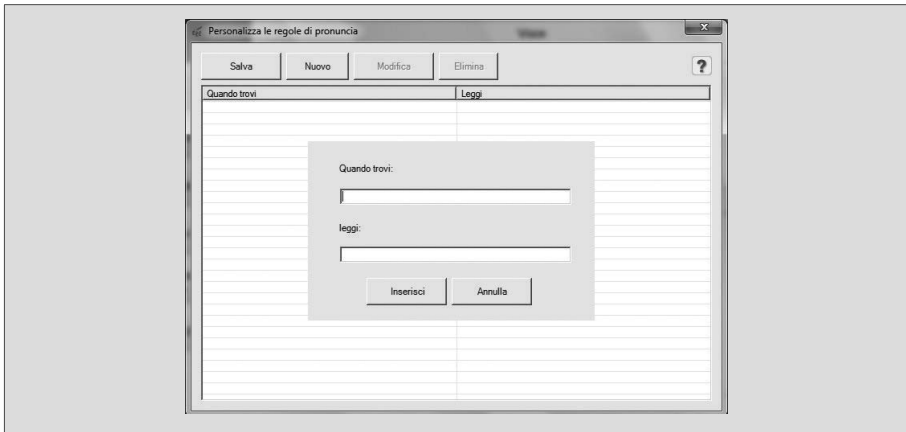 Personalizza le regole di pronuncia
Salva Nuovo Modifica Elimina ?
Quando trovi Leggi
Quando trovi:
leggi:
Inserisci Annulla